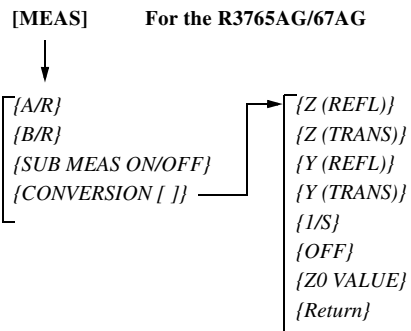 [MEAS] For the R3765AG/67AG
{A/R}
{B/R}
{SUB MEAS ON/OFF}
{CONVERSION [ ]}
{Z (REFL)}
{Z (TRANS)}
{Y (REFL)}
{Y (TRANS)}
{1/S}
{OFF}
{Z0 VALUE}
{Return}